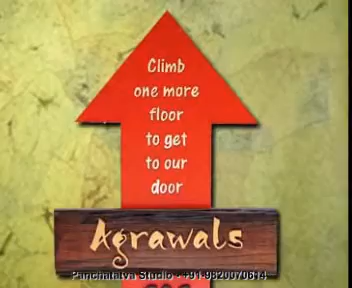 Climb
one more
floor
to get
to our
door
Agrawals
Panchatatva Studio - +91-9820070614